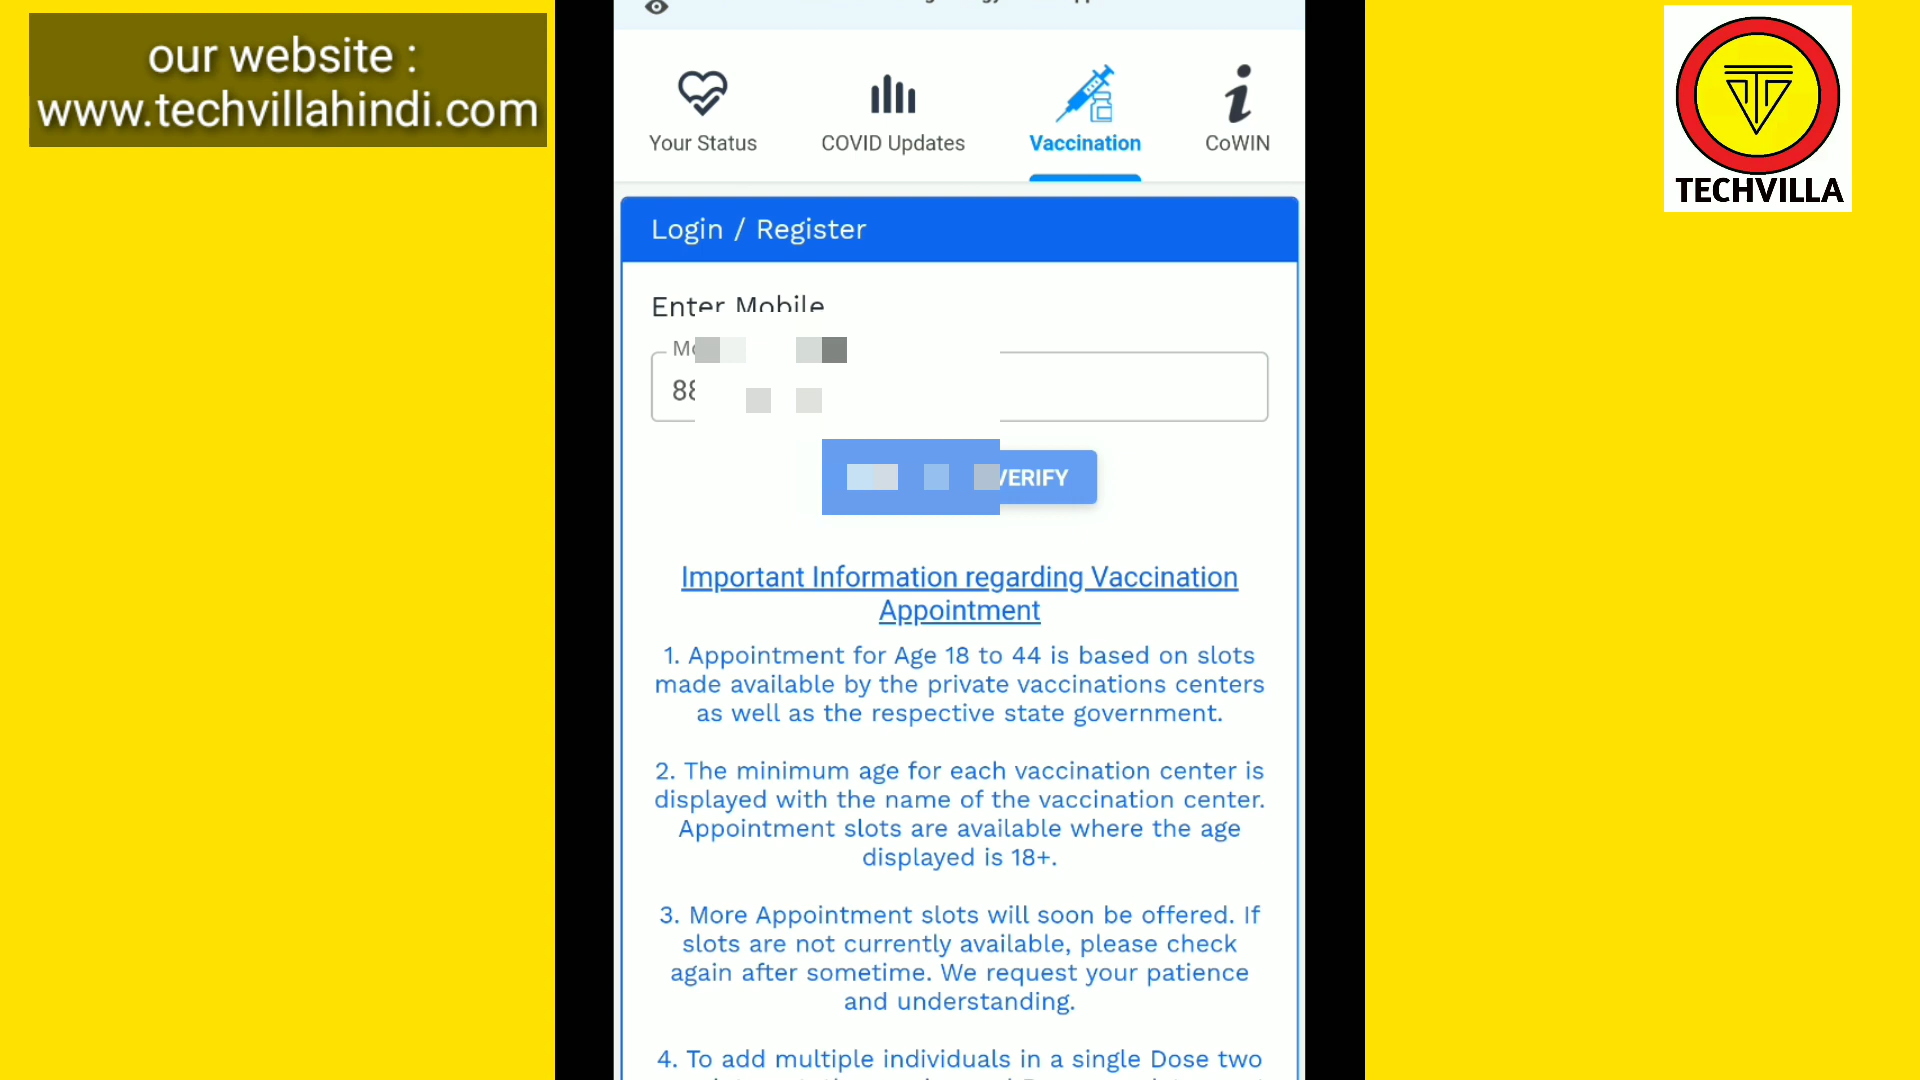 our website :
www.techvillahindi.com
TECHVILLA
Your Status
COVID Updates
Vaccination
CoWIN
Login / Register
Enter Mobile
88
VERIFY
Important Information regarding Vaccination
Appointment
1. Appointment for Age 18 to 44 is based on slots
made available by the private vaccinations centers
as well as the respective state government.
2. The minimum age for each vaccination center is
displayed with the name of the vaccination center.
Appointment slots are available where the age
displayed is 18+.
3. More Appointment slots will soon be offered. If
slots are not currently available, please check
again after sometime. We request your patience
and understanding.
4. To add multiple individuals in a single Dose two